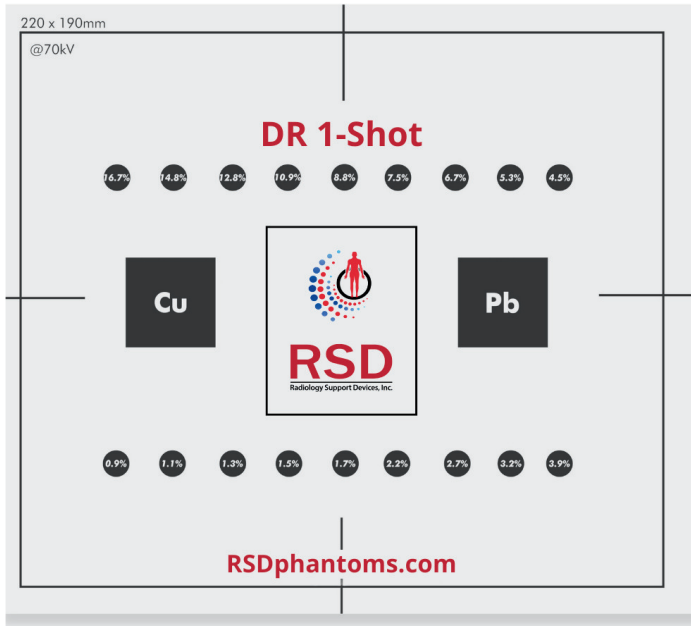 220 x 190mm
@70kV
DR 1-Shot
16.7% 14.8% 12.8% 10.9% 8.8% 7.5% 6.7% 5.3% 4.5%
Cu
Pb
RSD
Radiology Support Devices, Inc.
0.9% 1.1% 1.3% 1.5% 1.7% 2.2% 2.7% 3.2% 3.9%
RSDphantoms.com